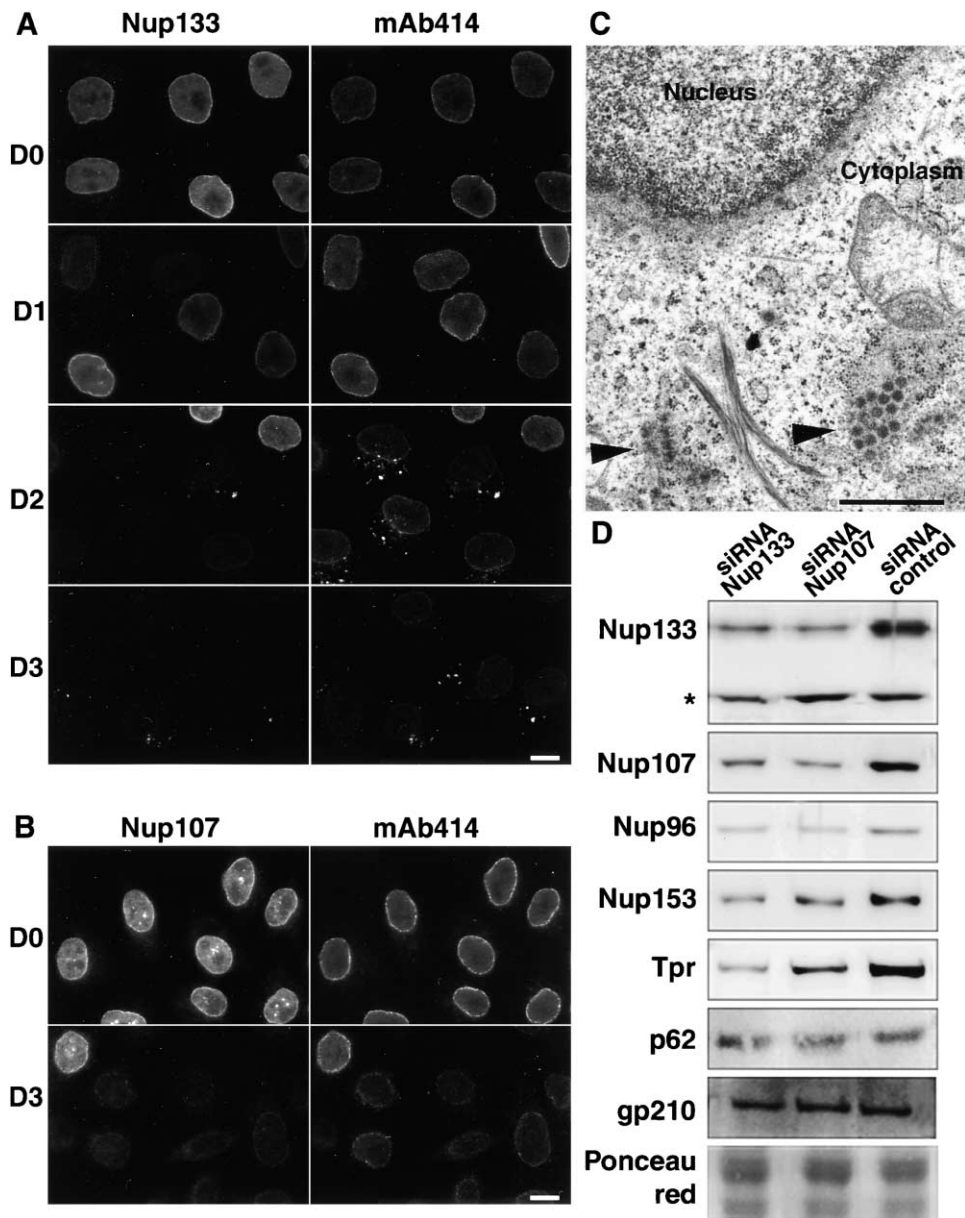 A
Nup133
mAb414
D0
D1
D2
D3
B
Nup107
mAb414
D0
D3
C
Nucleus
Cytoplasm
D
siRNA Nup133
siRNA Nup107
siRNA control
Nup133
*
Nup107
Nup96
Nup153
Tpr
p62
gp210
Ponceau
red